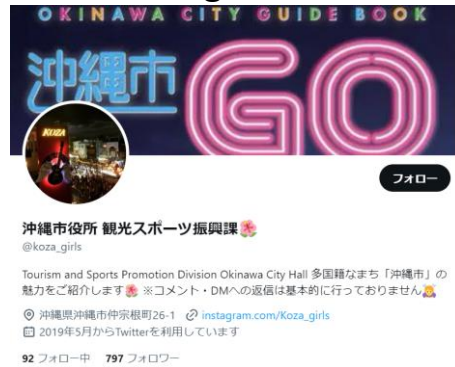 OKINAWA CITY GUIDE BOOK
沖縄市 GO
KOZA
フォロー
沖縄市役所 観光スポーツ振興課🌺
@koza_girls
Tourism and Sports Promotion Division Okinawa City Hall 多国籍なまち「沖縄市」の
魅力をご紹介します🌺 ※コメント・DMへの返信は基本的に行っておりません🙇
沖縄県沖縄市仲宗根町26-1 instagram.com/Koza_girls
2019年5月からTwitterを利用しています
92 フォロー中 797 フォロワー